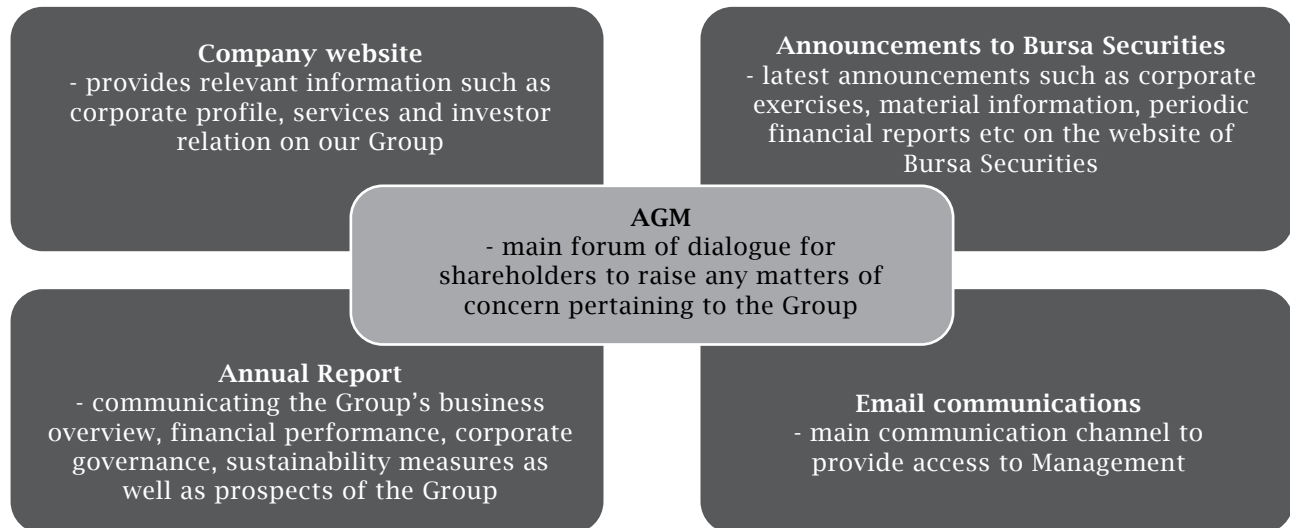 Company website
- provides relevant information such as
corporate profile, services and investor
relation on our Group
Announcements to Bursa Securities
- latest announcements such as corporate
exercises, material information, periodic
financial reports etc on the website of
Bursa Securities
AGM
- main forum of dialogue for
shareholders to raise any matters of
concern pertaining to the Group
Annual Report
- communicating the Group’s business
overview, financial performance, corporate
governance, sustainability measures as
well as prospects of the Group
Email communications
- main communication channel to
provide access to Management